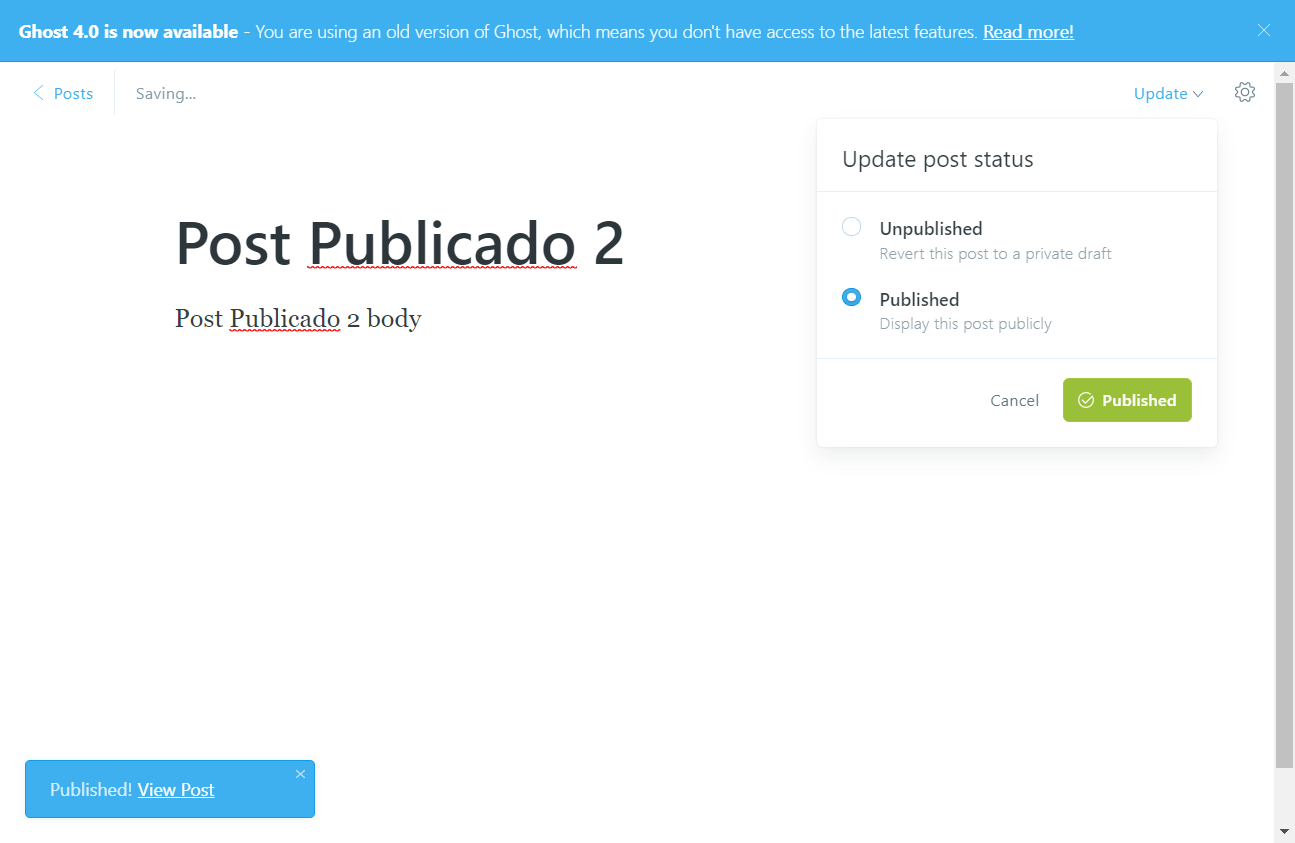 Ghost 4.0 is now available - You are using an old version of Ghost, which means you don't have access to the latest features. Read more!
Posts
Saving...
Update
Update post status
Unpublished
Revert this post to a private draft
Published
Display this post publicly
Cancel
Published
Post Publicado 2
Post Publicado 2 body
Published! View Post